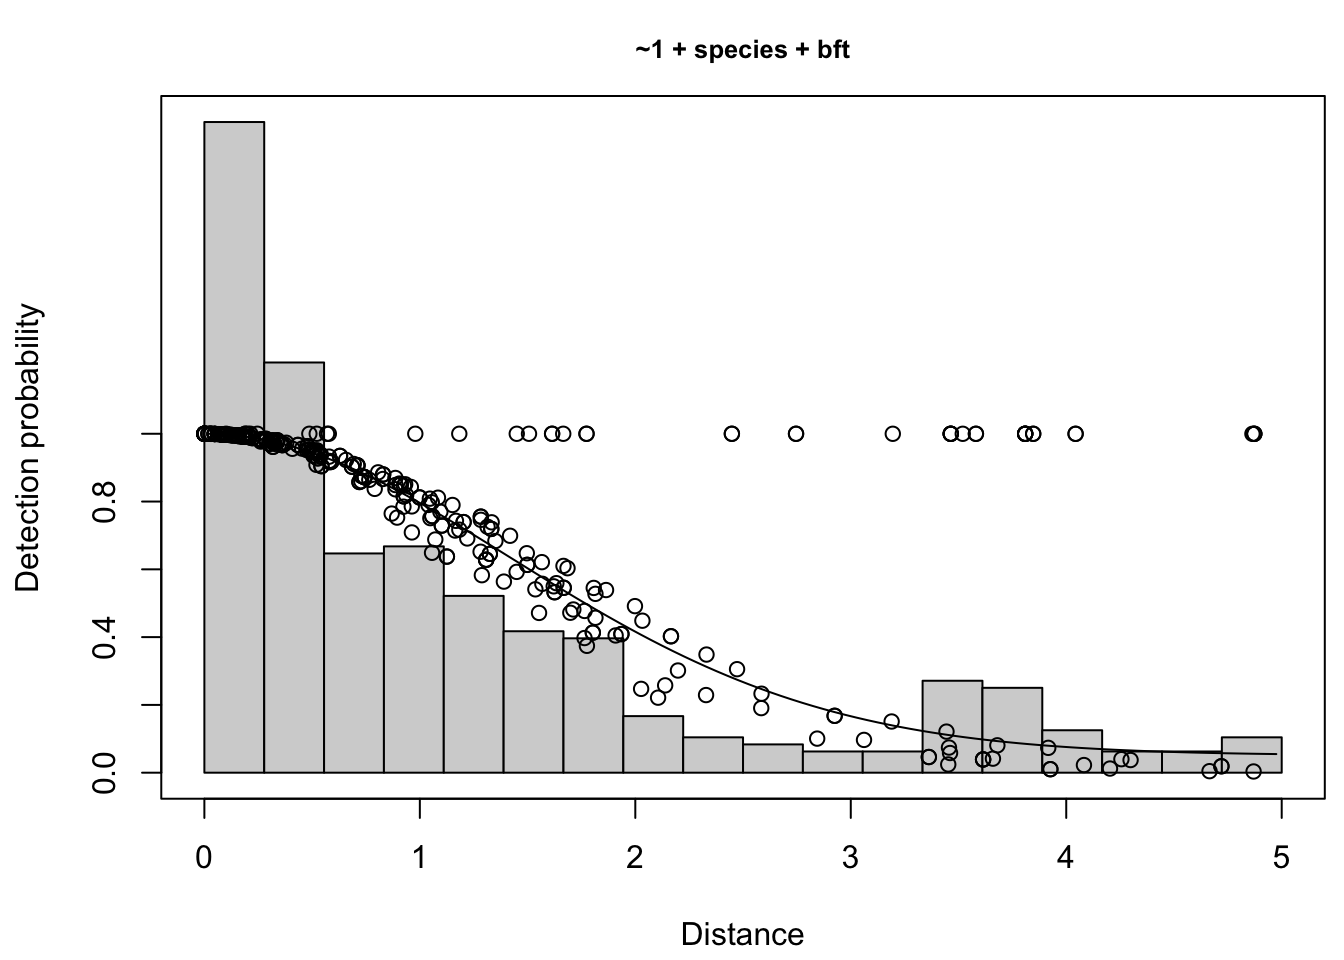 ~1 + species + bft
Detection probability
0.8
0.4
0.0
0 1 2 3 4 5
Distance